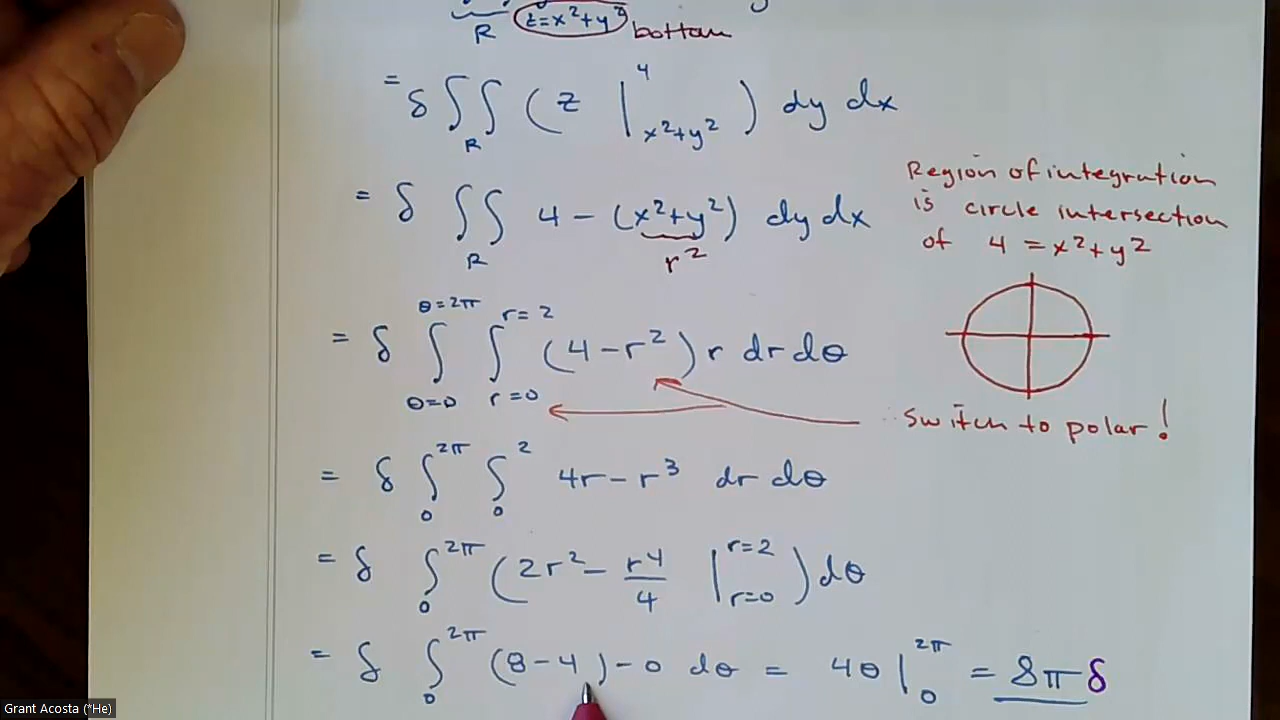 R z=x²+y² bottom
= δ ∬_R ( z |_{x²+y²}^{4} ) dy dx
= δ ∬_R 4 − (x²+y²) dy dx
r²
Region of integration
is circle intersection
of 4 = x²+y²
= δ ∫_{θ=0}^{θ=2π} ∫_{r=0}^{r=2} (4−r²) r dr dθ
Switch to polar!
= δ ∫_0^{2π} ∫_0^2 4r − r³ dr dθ
= δ ∫_0^{2π} (2r² − r⁴/4 |_{r=0}^{r=2}) dθ
= δ ∫_0^{2π} (8−4) − 0 dθ = 4θ |_0^{2π} = 8πδ
Grant Acosta (*He)